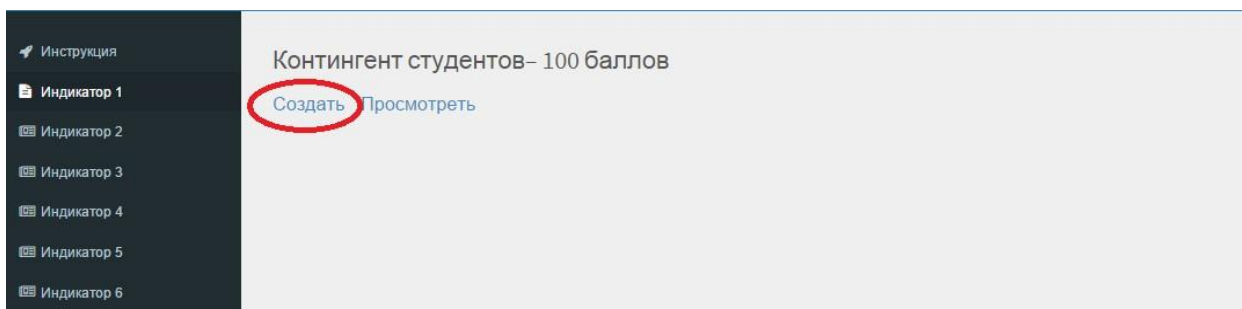 Инструкция
Индикатор 1
Индикатор 2
Индикатор 3
Индикатор 4
Индикатор 5
Индикатор 6
Контингент студентов– 100 баллов
Создать Просмотреть